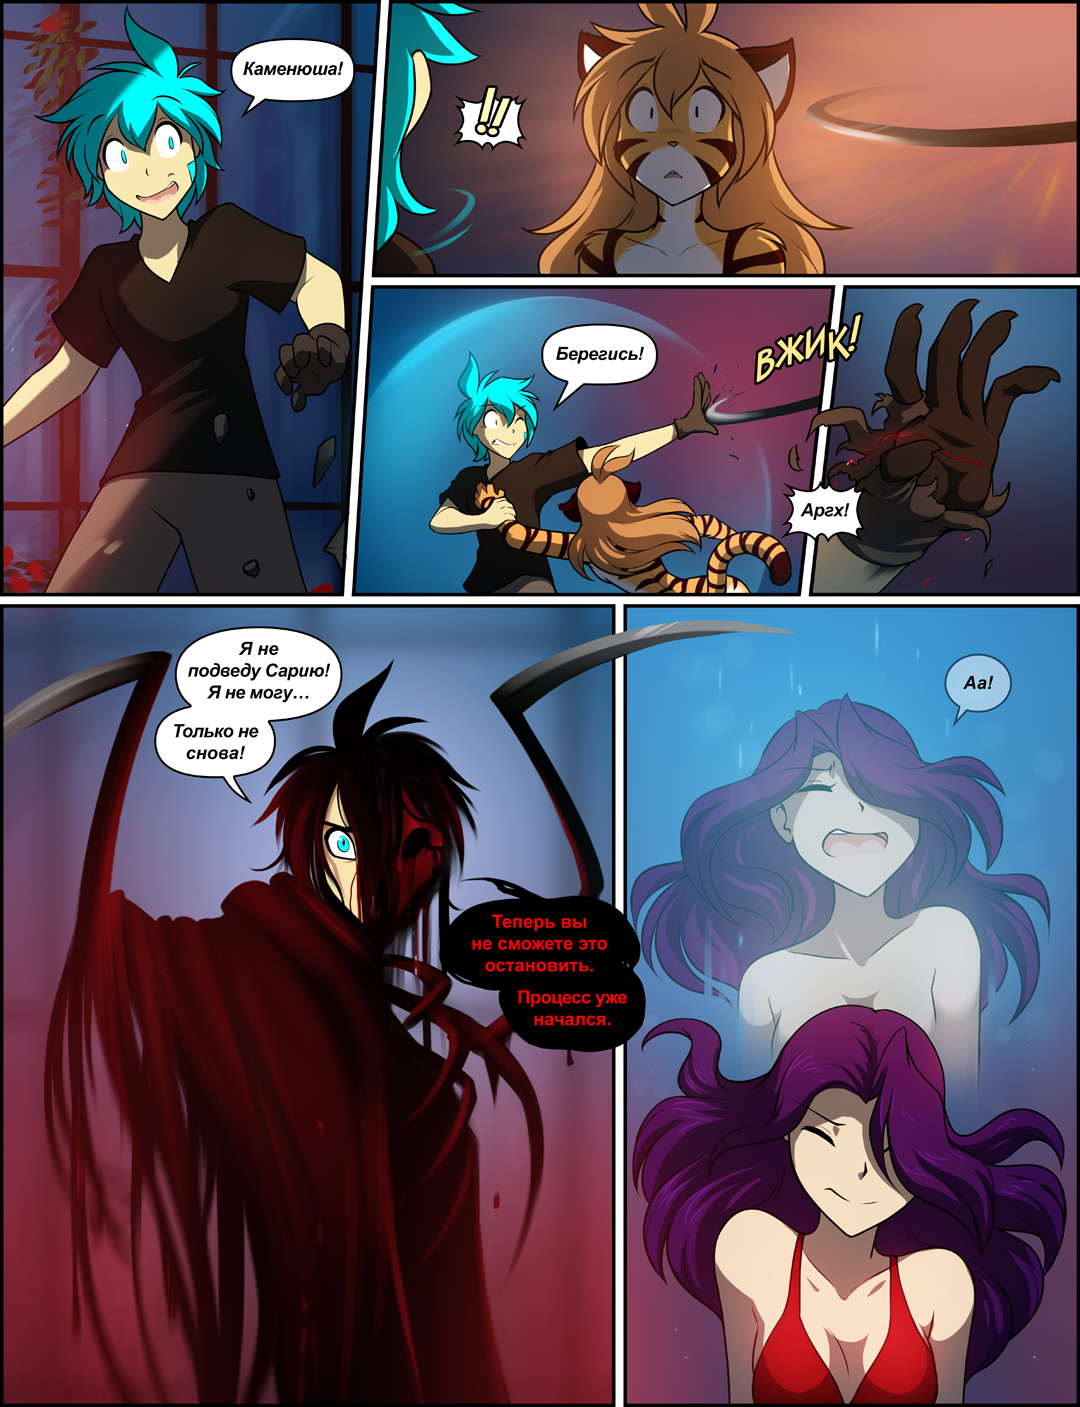 Каменюша!
!!
Берегись!
ВЖИК!
Аргх!
Я не
подведу Сарию!
Я не могу...
Только не
снова!
Теперь вы
не сможете это
остановить.
Процесс уже
начался.
Аа!